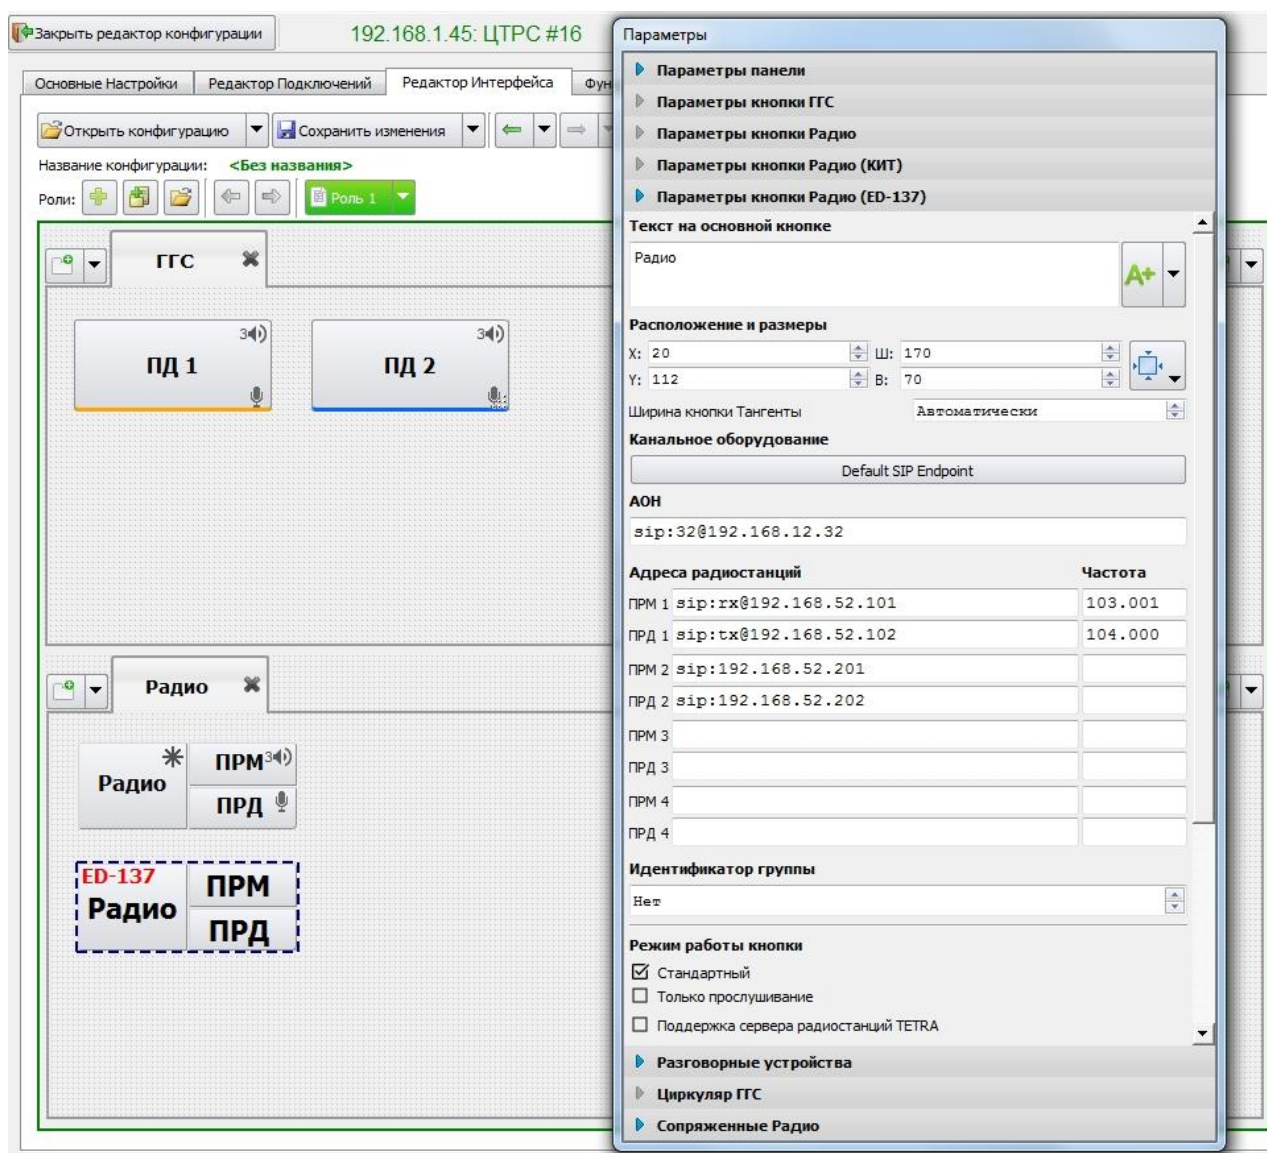 Закрыть редактор конфигурации
192.168.1.45: ЦТРС #16
Основные Настройки
Редактор Подключений
Редактор Интерфейса
Фун
Открыть конфигурацию
Сохранить изменения
Название конфигурации: <Без названия>
Роли:
Роль 1
ГГС
3
ПД 1
3
ПД 2
Радио
Радио
ПРМ
3
ПРД
ED-137
Радио
ПРМ
ПРД
Параметры
Параметры панели
Параметры кнопки ГГС
Параметры кнопки Радио
Параметры кнопки Радио (КИТ)
Параметры кнопки Радио (ED-137)
Текст на основной кнопке
Радио
A+
Расположение и размеры
X: 20 Ш: 170
Y: 112 В: 70
Ширина кнопки Тангенты Автоматически
Канальное оборудование
Default SIP Endpoint
АОН
sip:32@192.168.12.32
Адреса радиостанций Частота
ПРМ 1 sip:rx@192.168.52.101 103.001
ПРД 1 sip:tx@192.168.52.102 104.000
ПРМ 2 sip:192.168.52.201
ПРД 2 sip:192.168.52.202
ПРМ 3
ПРД 3
ПРМ 4
ПРД 4
Идентификатор группы
Нет
Режим работы кнопки
Стандартный
Только прослушивание
Поддержка сервера радиостанций TETRA
Разговорные устройства
Циркуляр ГГС
Сопряженные Радио